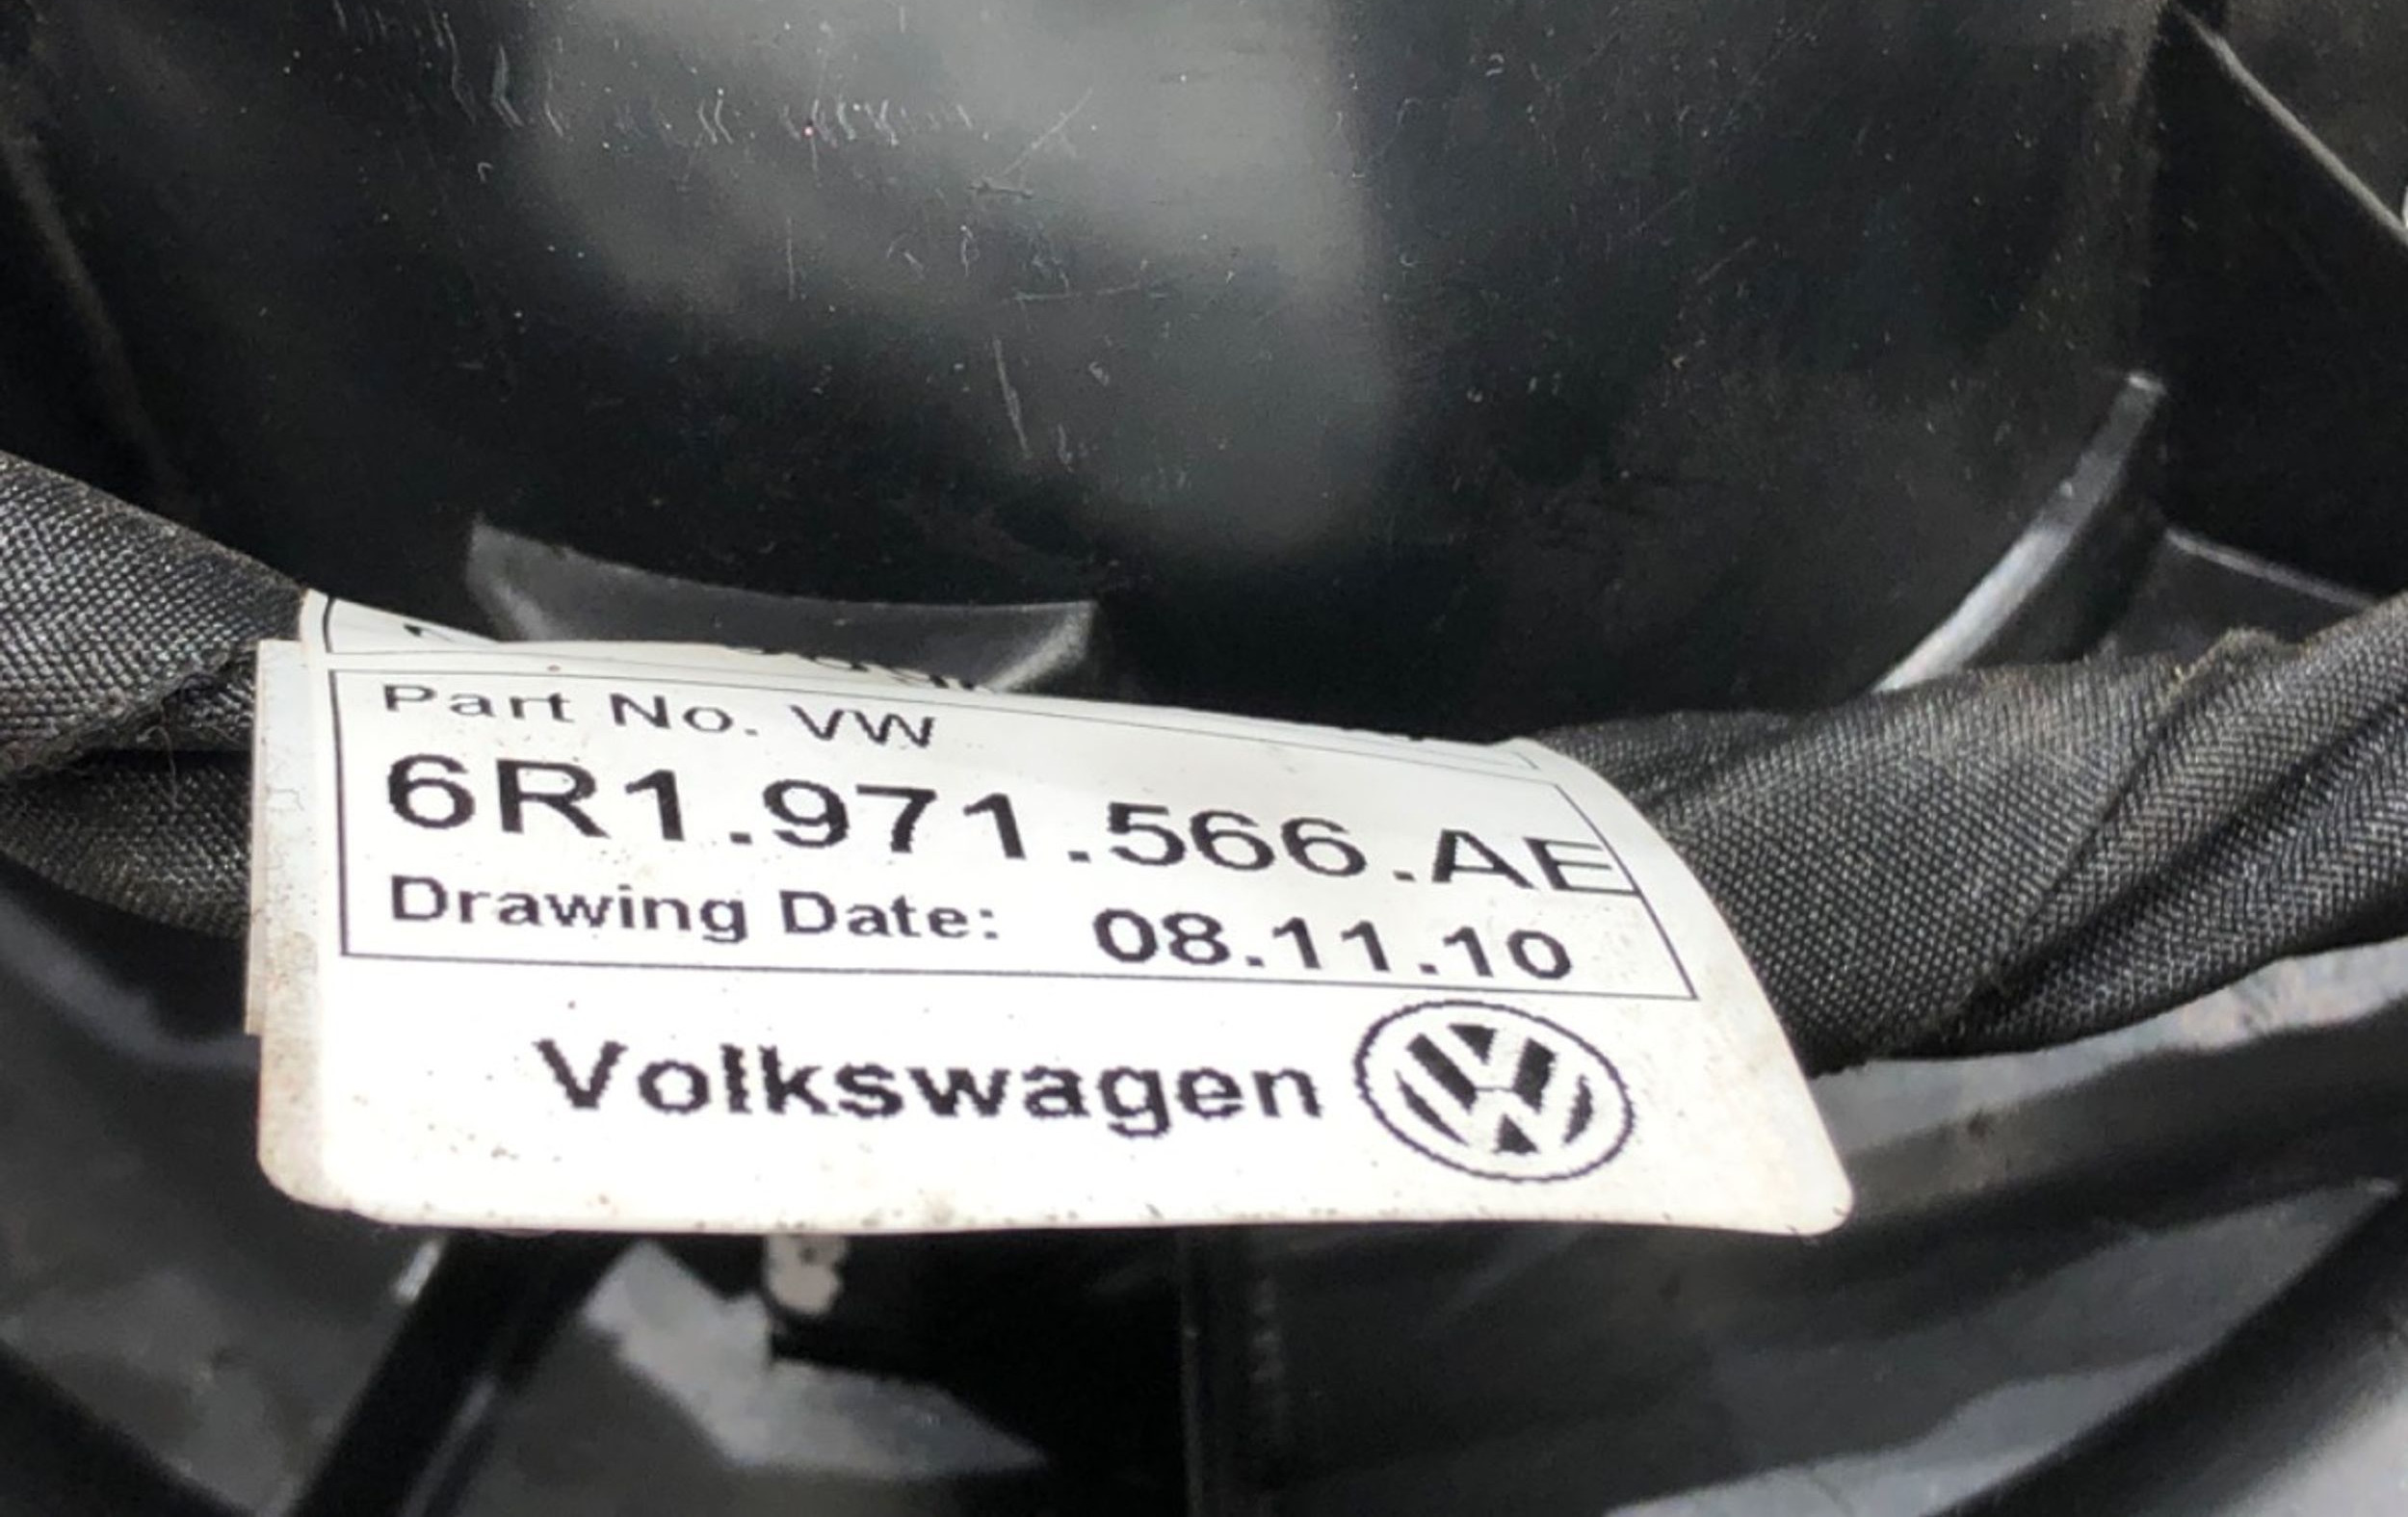 Part No. VW
6R1.971.566.AE
Drawing Date: 08.11.10
Volkswagen